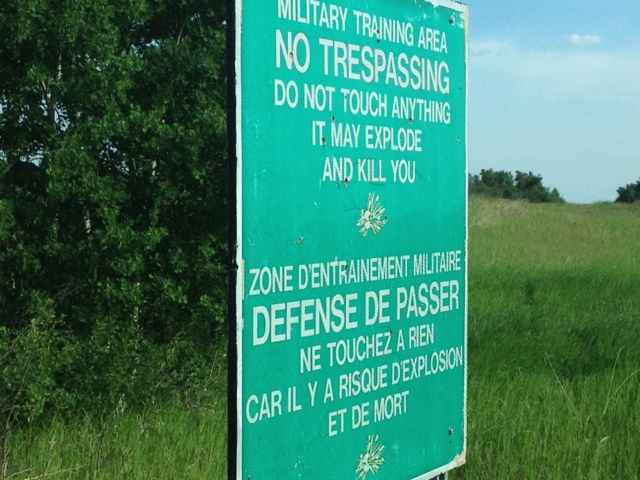 MILITARY TRAINING AREA
NO TRESPASSING
DO NOT TOUCH ANYTHING
IT MAY EXPLODE
AND KILL YOU
ZONE D'ENTRAINEMENT MILITAIRE
DEFENSE DE PASSER
NE TOUCHEZ A RIEN
CAR IL Y A RISQUE D'EXPLOSION
ET DE MORT